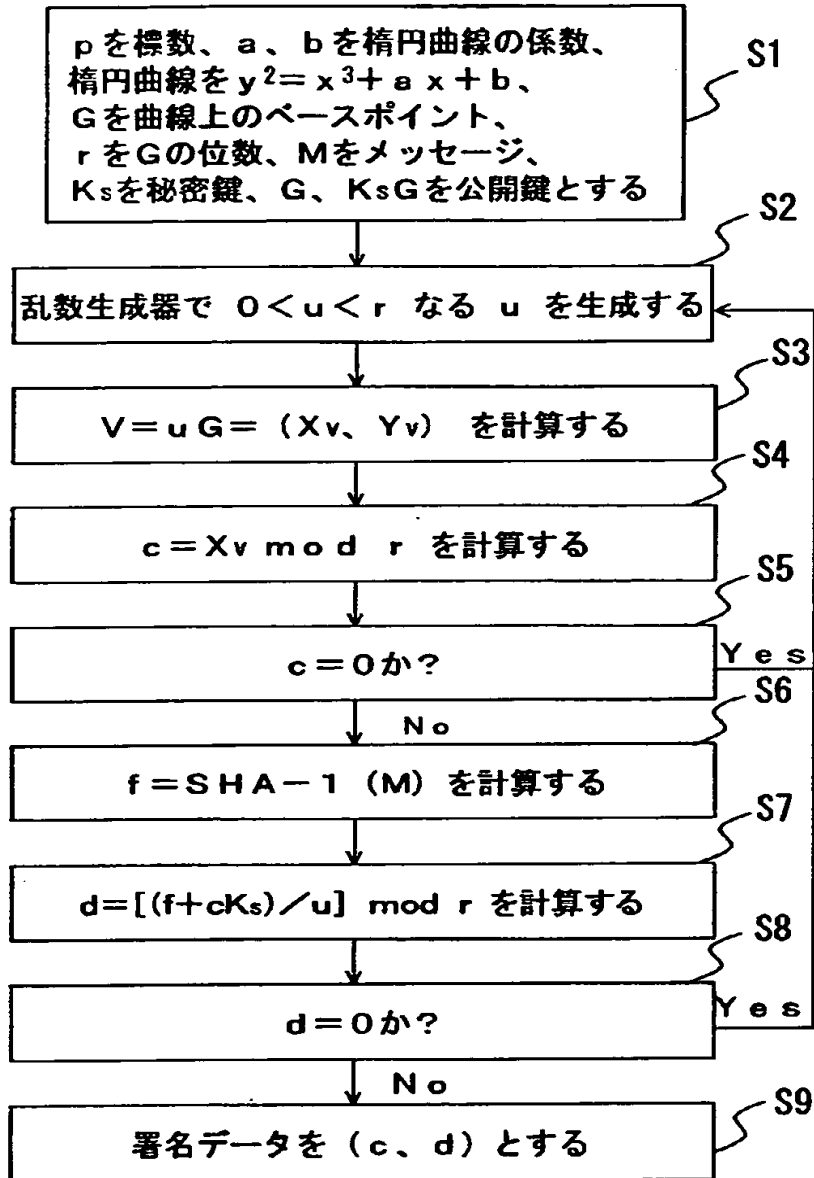 pを標数、a、bを楕円曲線の係数、
楕円曲線をy²=x³+ax+b、
Gを曲線上のベースポイント、
rをGの位数、Mをメッセージ、
Ksを秘密鍵、G、KsGを公開鍵とする
S1
S2
乱数生成器で 0<u<r なる u を生成する
S3
V=uG=(Xv、Yv) を計算する
S4
c=Xv mod r を計算する
S5
c=0か?
Yes
No
S6
f=SHA-1(M)を計算する
S7
d=[(f+cKs)/u] mod r を計算する
S8
d=0か?
Yes
No
S9
署名データを(c、d)とする